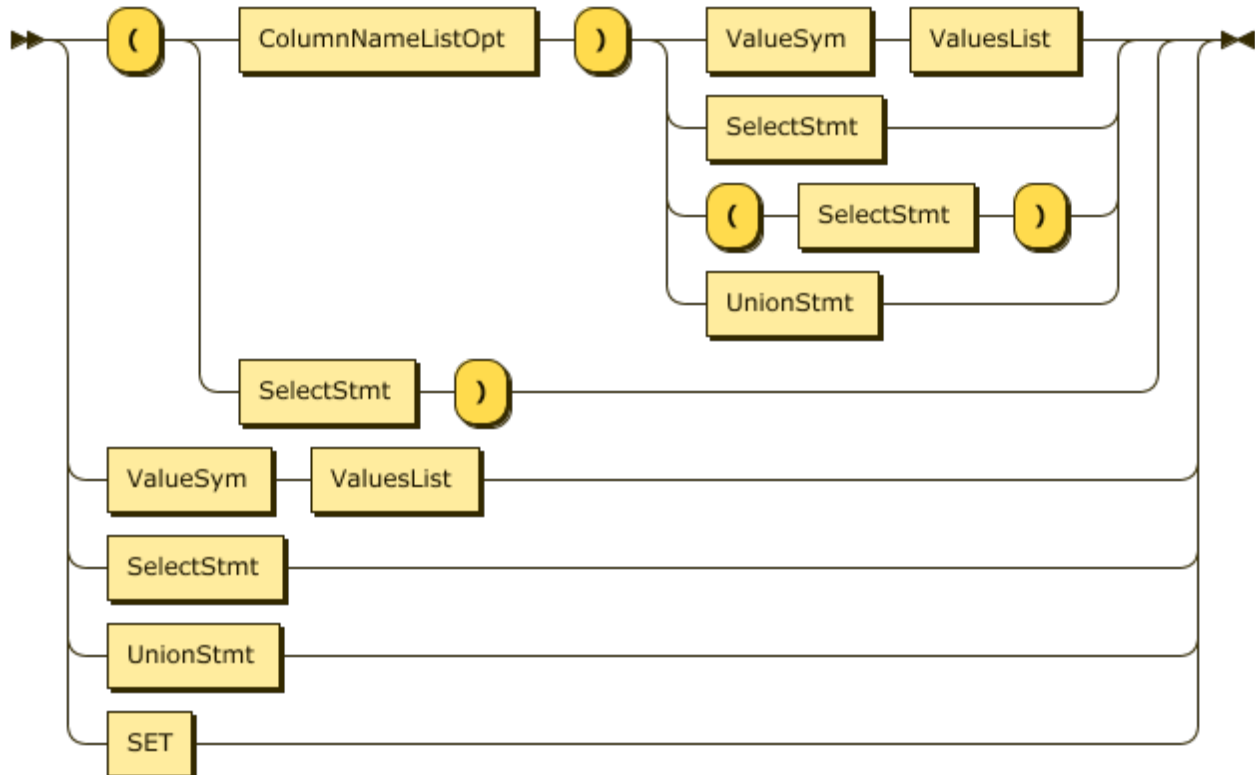 ( ColumnNameListOpt ) ValueSym ValuesList
SelectStmt
( SelectStmt )
UnionStmt
SelectStmt )
ValueSym ValuesList
SelectStmt
UnionStmt
SET